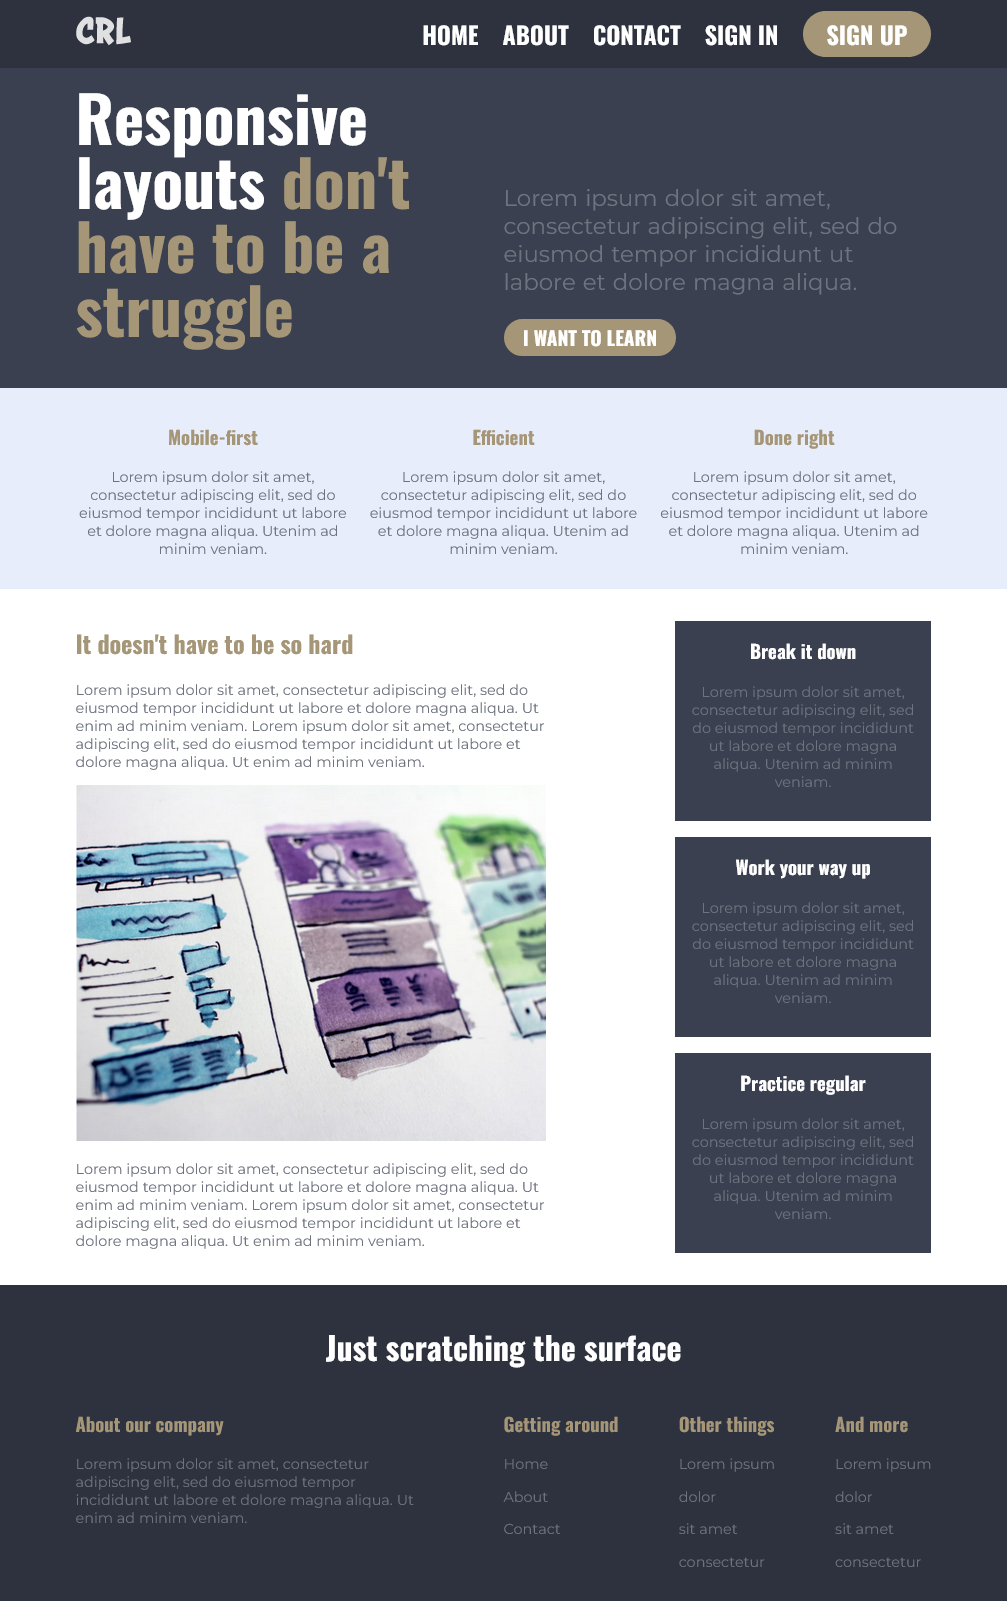 CRL
HOME ABOUT CONTACT SIGN IN SIGN UP
Responsive
layouts don't
have to be a
struggle
Lorem ipsum dolor sit amet,
consectetur adipiscing elit, sed do
eiusmod tempor incididunt ut
labore et dolore magna aliqua.
I WANT TO LEARN
Mobile-first
Lorem ipsum dolor sit amet,
consectetur adipiscing elit, sed do
eiusmod tempor incididunt ut labore
et dolore magna aliqua. Utenim ad
minim veniam.
Efficient
Lorem ipsum dolor sit amet,
consectetur adipiscing elit, sed do
eiusmod tempor incididunt ut labore
et dolore magna aliqua. Utenim ad
minim veniam.
Done right
Lorem ipsum dolor sit amet,
consectetur adipiscing elit, sed do
eiusmod tempor incididunt ut labore
et dolore magna aliqua. Utenim ad
minim veniam.
It doesn't have to be so hard
Lorem ipsum dolor sit amet, consectetur adipiscing elit, sed do
eiusmod tempor incididunt ut labore et dolore magna aliqua. Ut
enim ad minim veniam. Lorem ipsum dolor sit amet, consectetur
adipiscing elit, sed do eiusmod tempor incididunt ut labore et
dolore magna aliqua. Ut enim ad minim veniam.
Lorem ipsum dolor sit amet, consectetur adipiscing elit, sed do
eiusmod tempor incididunt ut labore et dolore magna aliqua. Ut
enim ad minim veniam. Lorem ipsum dolor sit amet, consectetur
adipiscing elit, sed do eiusmod tempor incididunt ut labore et
dolore magna aliqua. Ut enim ad minim veniam.
Break it down
Lorem ipsum dolor sit amet,
consectetur adipiscing elit, sed
do eiusmod tempor incididunt
ut labore et dolore magna
aliqua. Utenim ad minim
veniam.
Work your way up
Lorem ipsum dolor sit amet,
consectetur adipiscing elit, sed
do eiusmod tempor incididunt
ut labore et dolore magna
aliqua. Utenim ad minim
veniam.
Practice regular
Lorem ipsum dolor sit amet,
consectetur adipiscing elit, sed
do eiusmod tempor incididunt
ut labore et dolore magna
aliqua. Utenim ad minim
veniam.
Just scratching the surface
About our company
Lorem ipsum dolor sit amet, consectetur
adipiscing elit, sed do eiusmod tempor
incididunt ut labore et dolore magna aliqua. Ut
enim ad minim veniam.
Getting around
Home
About
Contact
Other things
Lorem ipsum
dolor
sit amet
consectetur
And more
Lorem ipsum
dolor
sit amet
consectetur